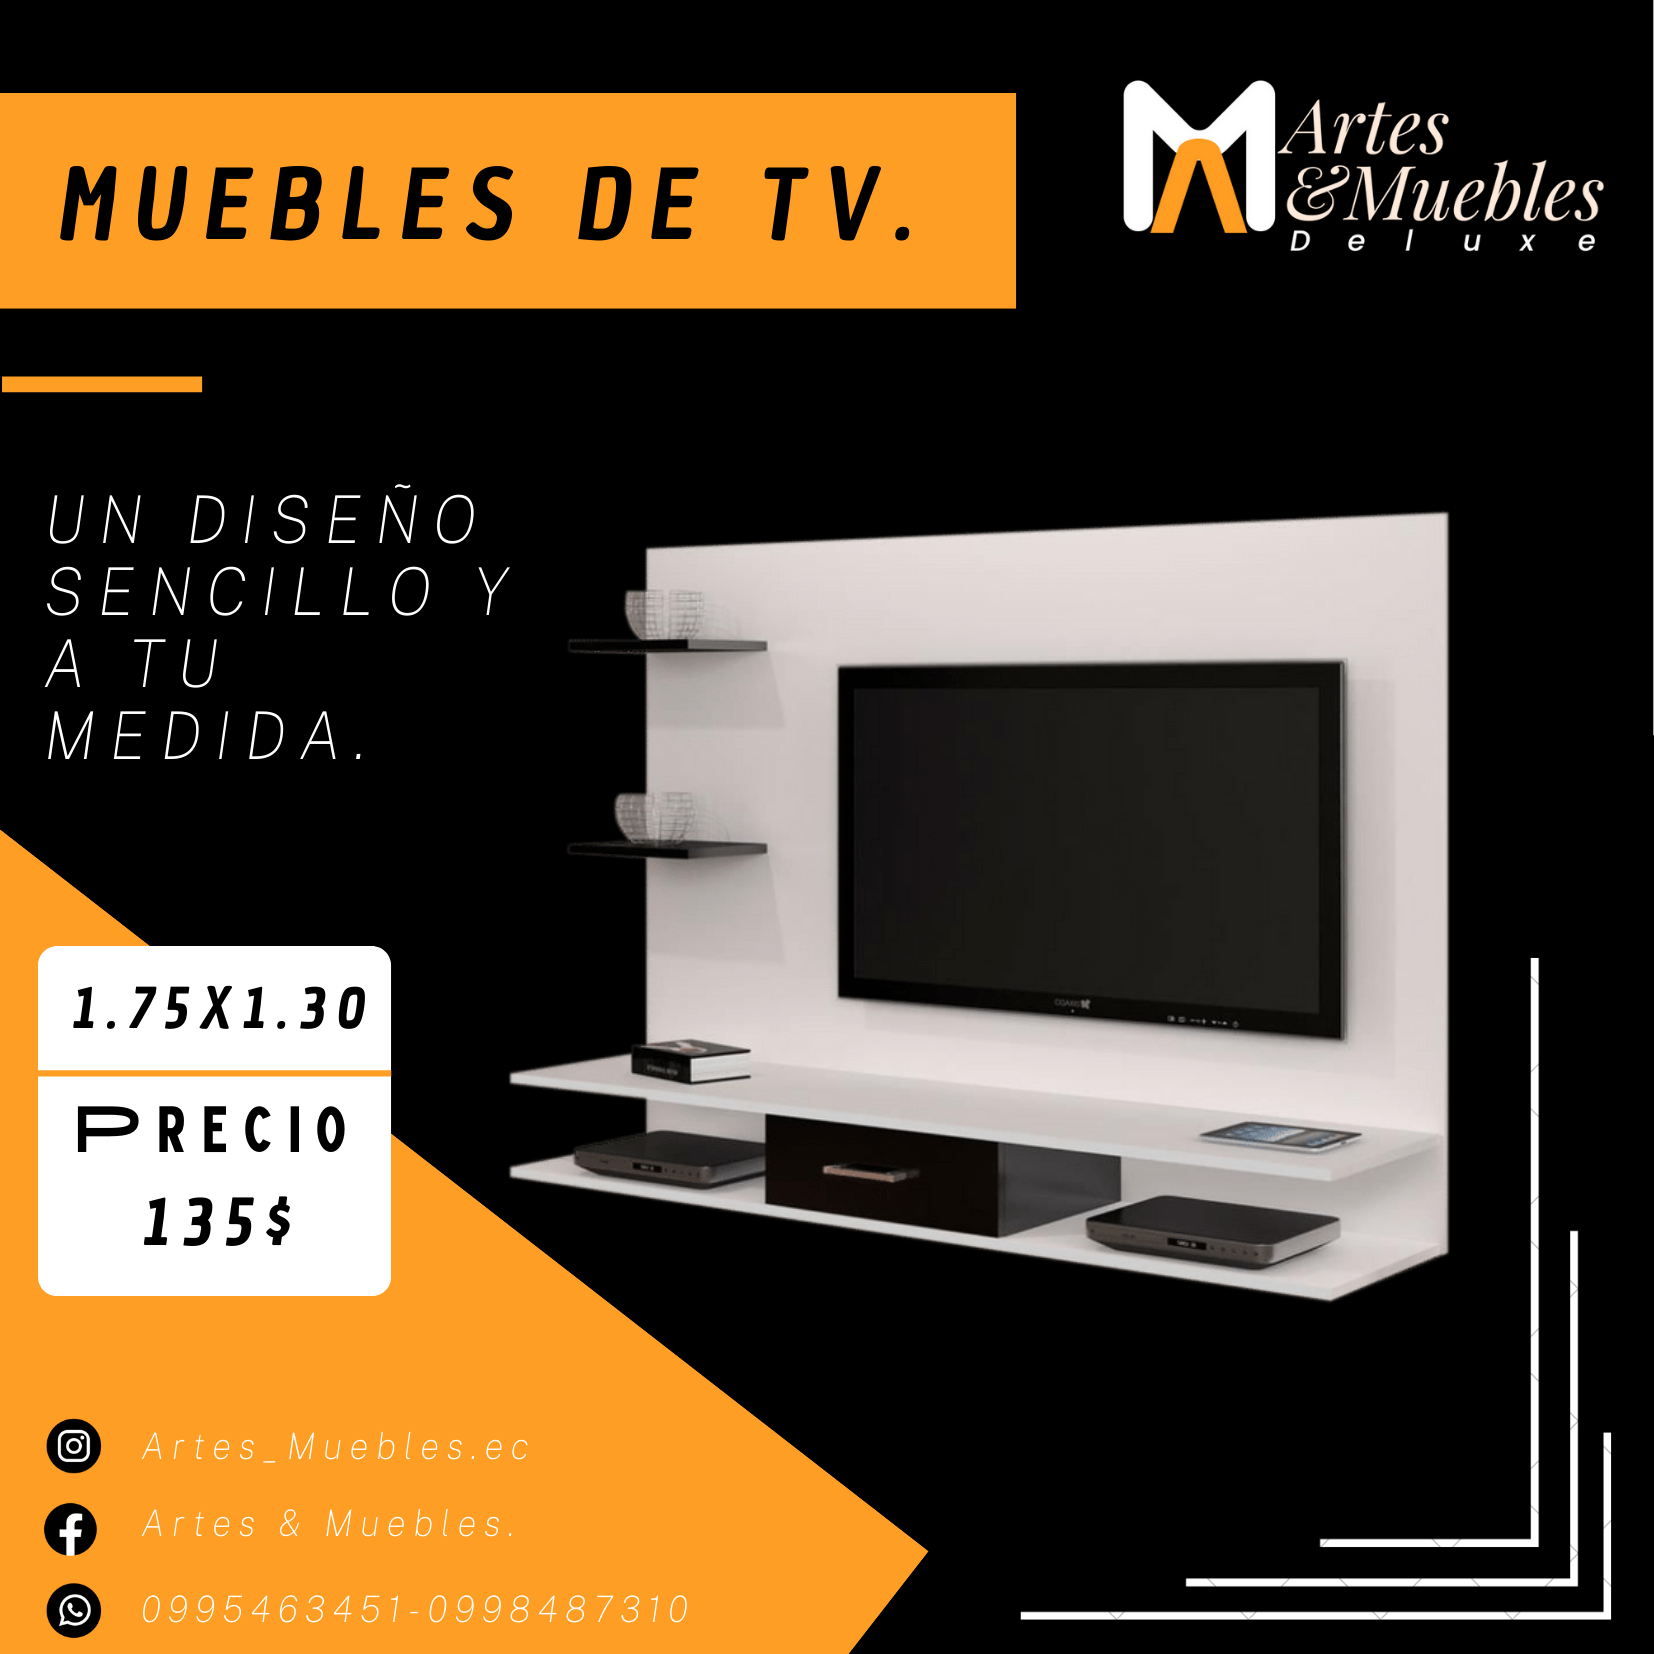 MUEBLES DE TV.
Artes
&Muebles
Deluxe
UN DISEÑO
SENCILLO Y
A TU
MEDIDA.
1.75X1.30
PRECIO
135$
Artes_Muebles.ec
Artes & Muebles.
0995463451-0998487310